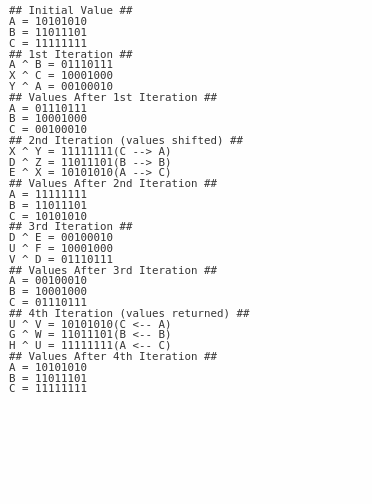 ## Initial Value ##
A = 10101010
B = 11011101
C = 11111111
## 1st Iteration ##
A ^ B = 01110111
X ^ C = 10001000
Y ^ A = 00100010
## Values After 1st Iteration ##
A = 01110111
B = 10001000
C = 00100010
## 2nd Iteration (values shifted) ##
X ^ Y = 11111111(C --> A)
D ^ Z = 11011101(B --> B)
E ^ X = 10101010(A --> C)
## Values After 2nd Iteration ##
A = 11111111
B = 11011101
C = 10101010
## 3rd Iteration ##
D ^ E = 00100010
U ^ F = 10001000
V ^ D = 01110111
## Values After 3rd Iteration ##
A = 00100010
B = 10001000
C = 01110111
## 4th Iteration (values returned) ##
U ^ V = 10101010(C <-- A)
G ^ W = 11011101(B <-- B)
H ^ U = 11111111(A <-- C)
## Values After 4th Iteration ##
A = 10101010
B = 11011101
C = 11111111